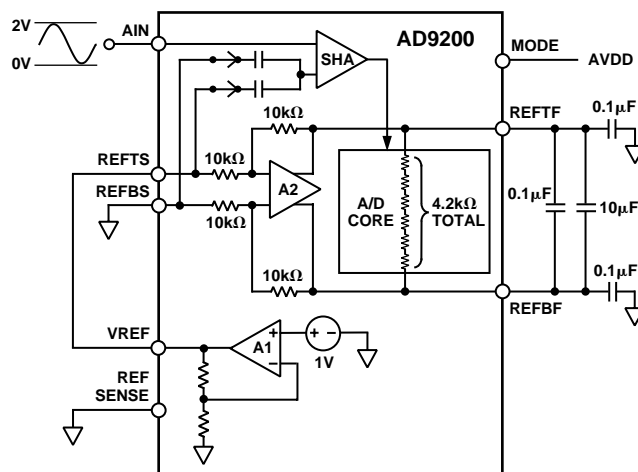 2V
0V
AIN
AD9200
SHA
MODE
AVDD
10kΩ
REFTF
0.1µF
REFTS
10kΩ
REFBS
10kΩ
A2
A/D
CORE
4.2kΩ
TOTAL
0.1µF
10µF
10kΩ
0.1µF
REFBF
VREF
A1
+
−
+ −
1V
REF
SENSE